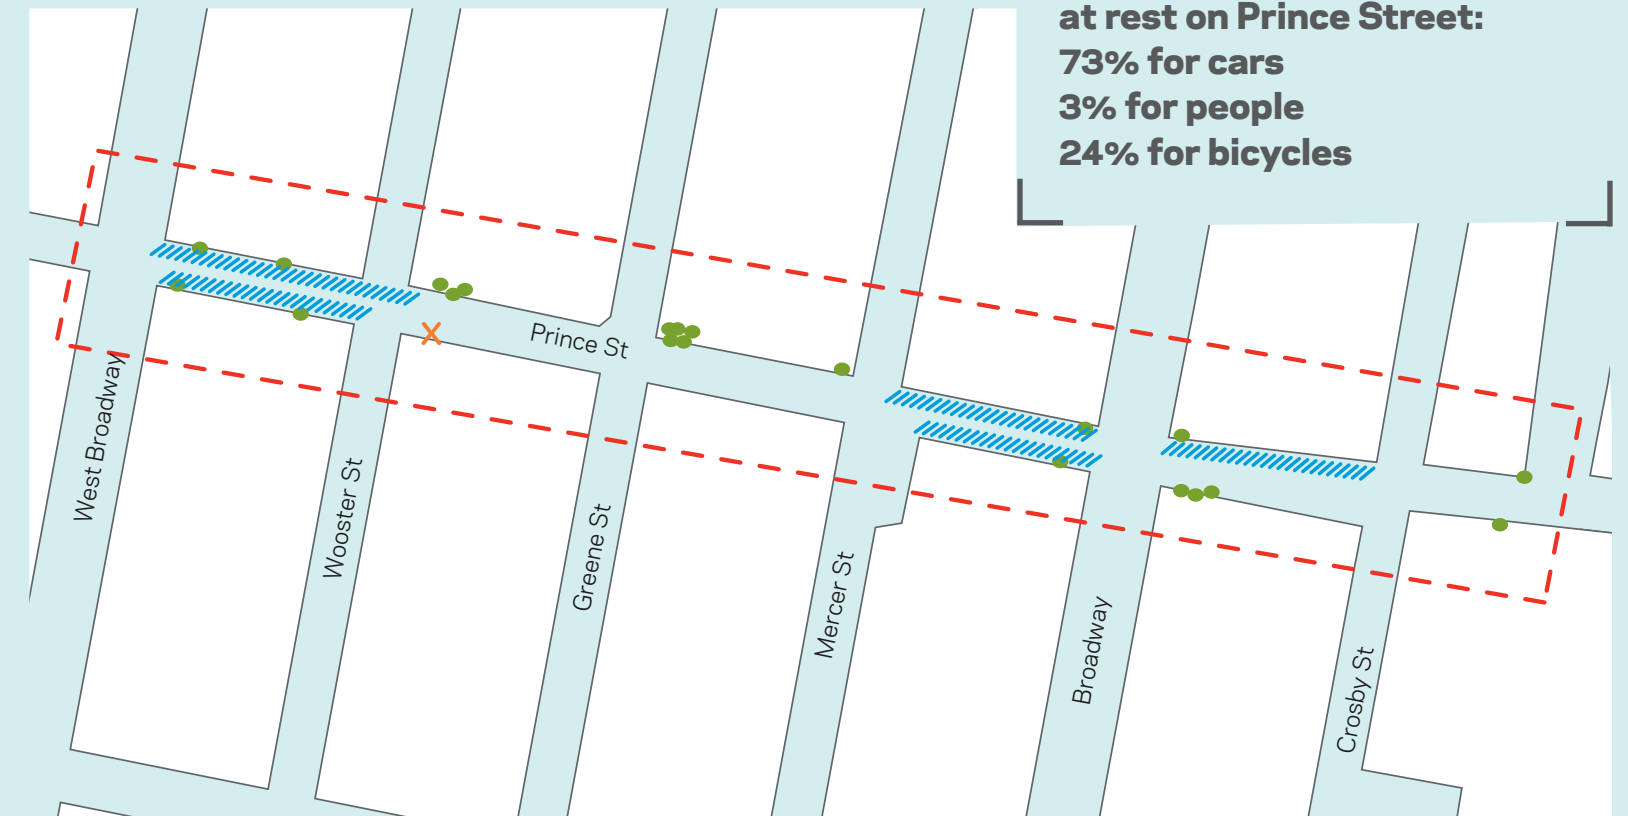 at rest on Prince Street:
73% for cars
3% for people
24% for bicycles
Prince St
West Broadway
Wooster St
Greene St
Mercer St
Broadway
Crosby St